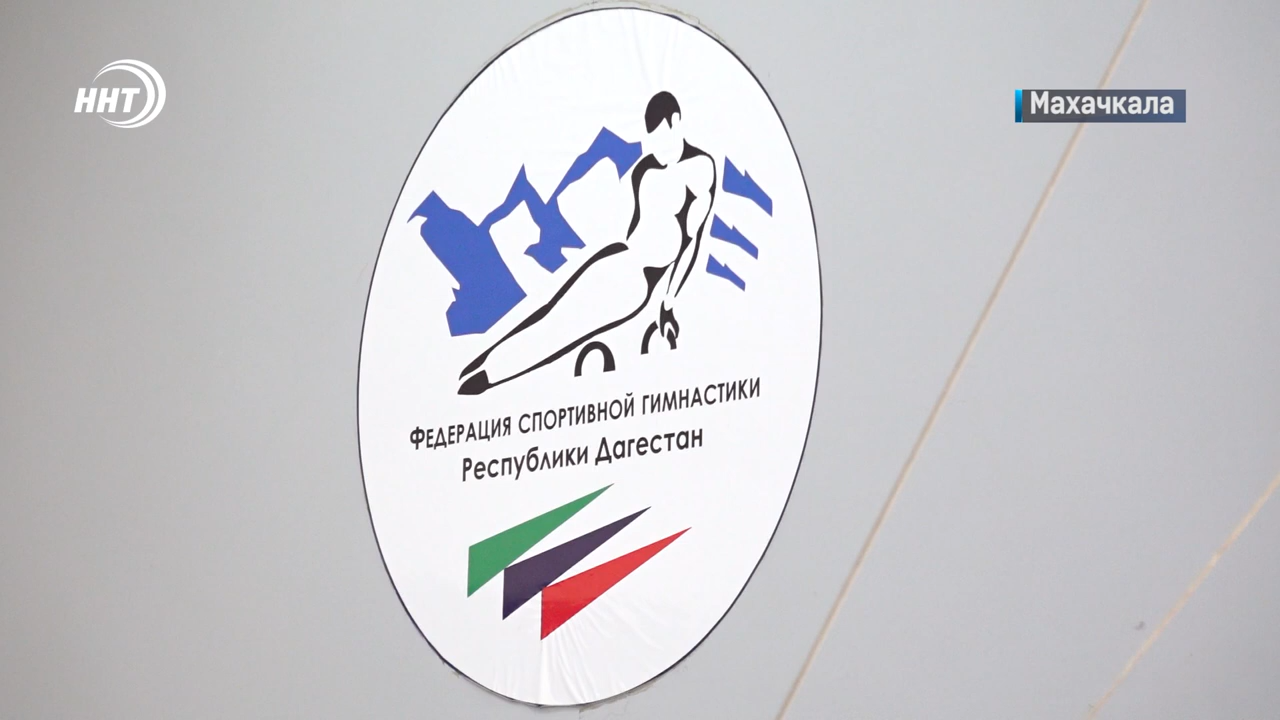 ННТ
Махачкала
ФЕДЕРАЦИЯ СПОРТИВНОЙ ГИМНАСТИКИ
Республики Дагестан